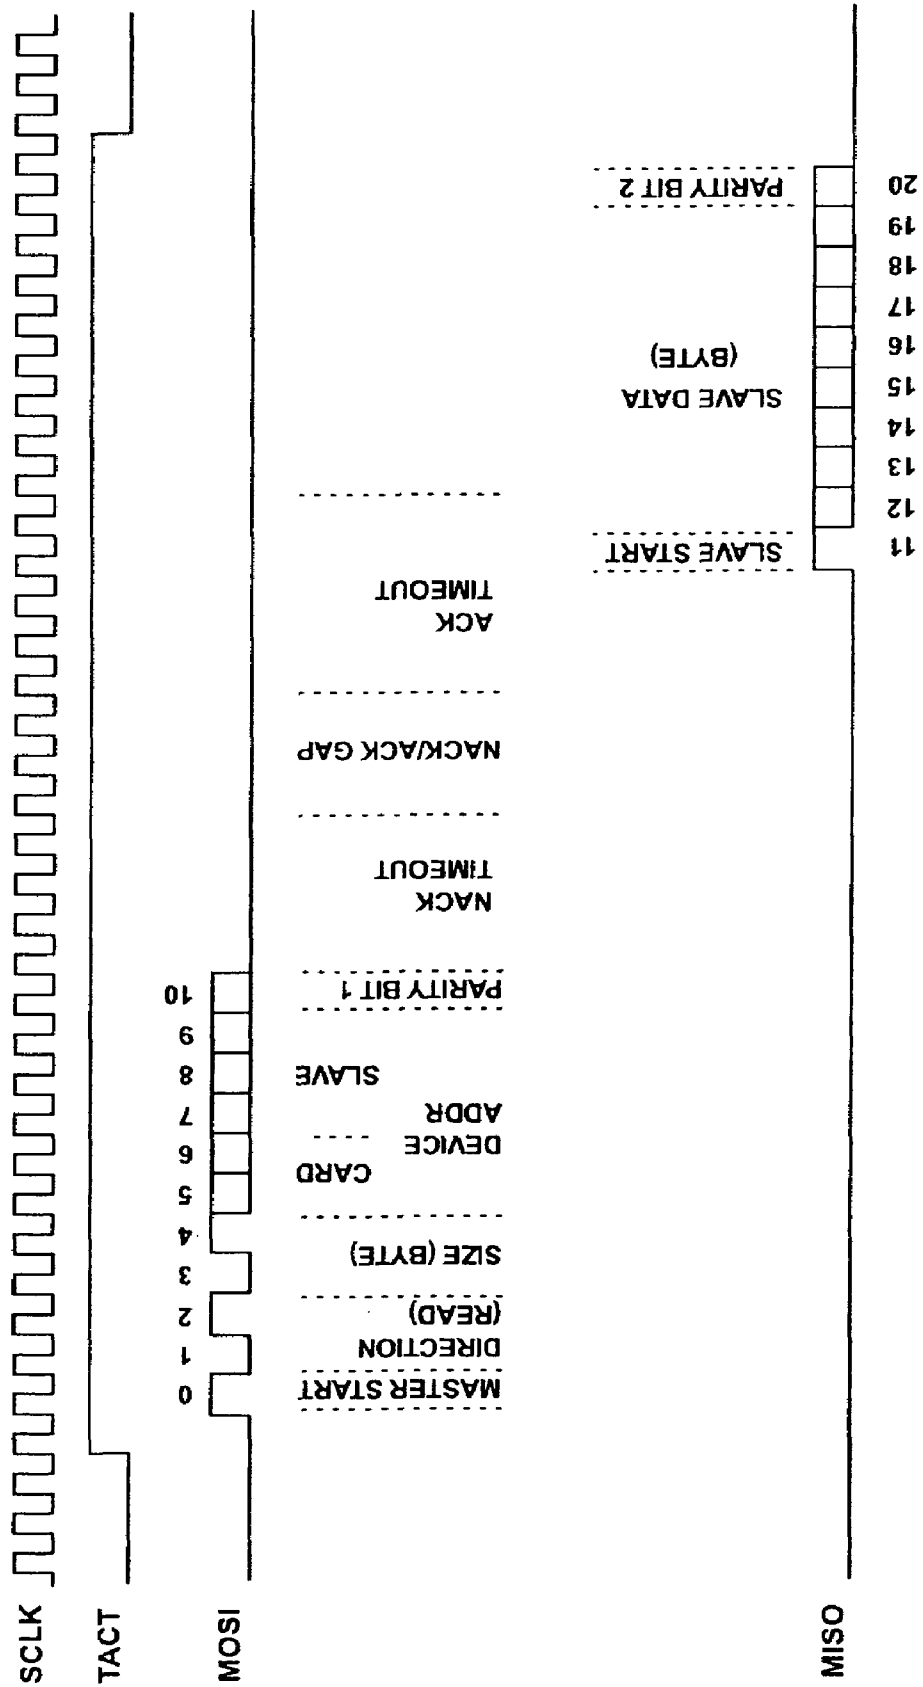 SCLK
TACT
MOSI
0
1
2
3
4
5
6
7
8
9
10
MASTER START
DIRECTION
(READ)
SIZE (BYTE)
DEVICE
ADDR
CARD
SLAVE
PARITY BIT 1
NACK
TIMEOUT
NACK/ACK GAP
ACK
TIMEOUT
SLAVE START
SLAVE DATA
(BYTE)
PARITY BIT 2
MISO
11
12
13
14
15
16
17
18
19
20